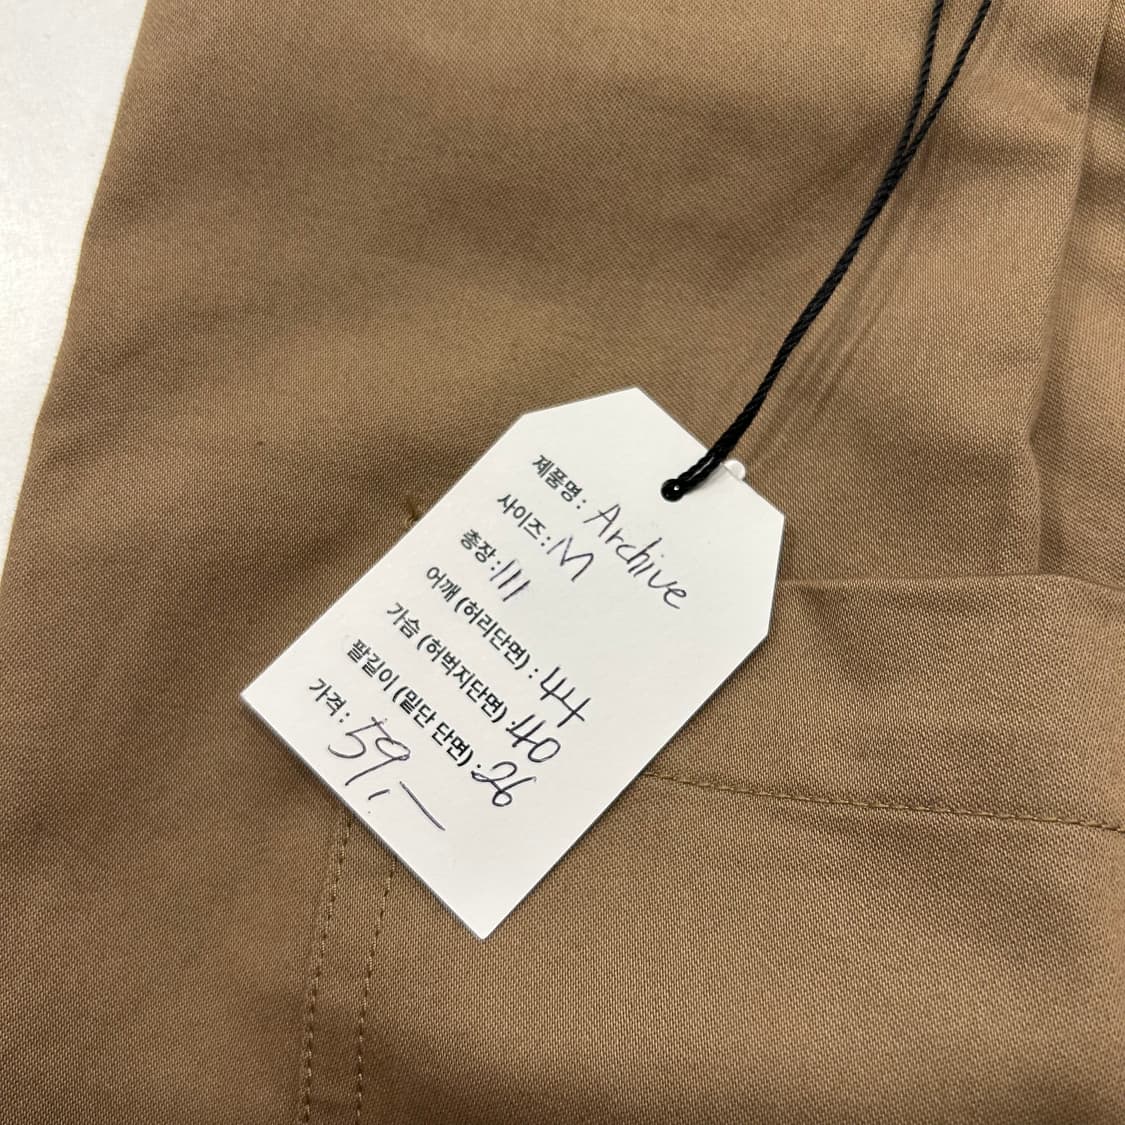 제품명 : Archive
사이즈 : M
총장 : 111
어깨 (허리단면) : 44
가슴 (허벅지단면) : 40
팔길이 (밑단 단면) : 26
가격 : 59,-